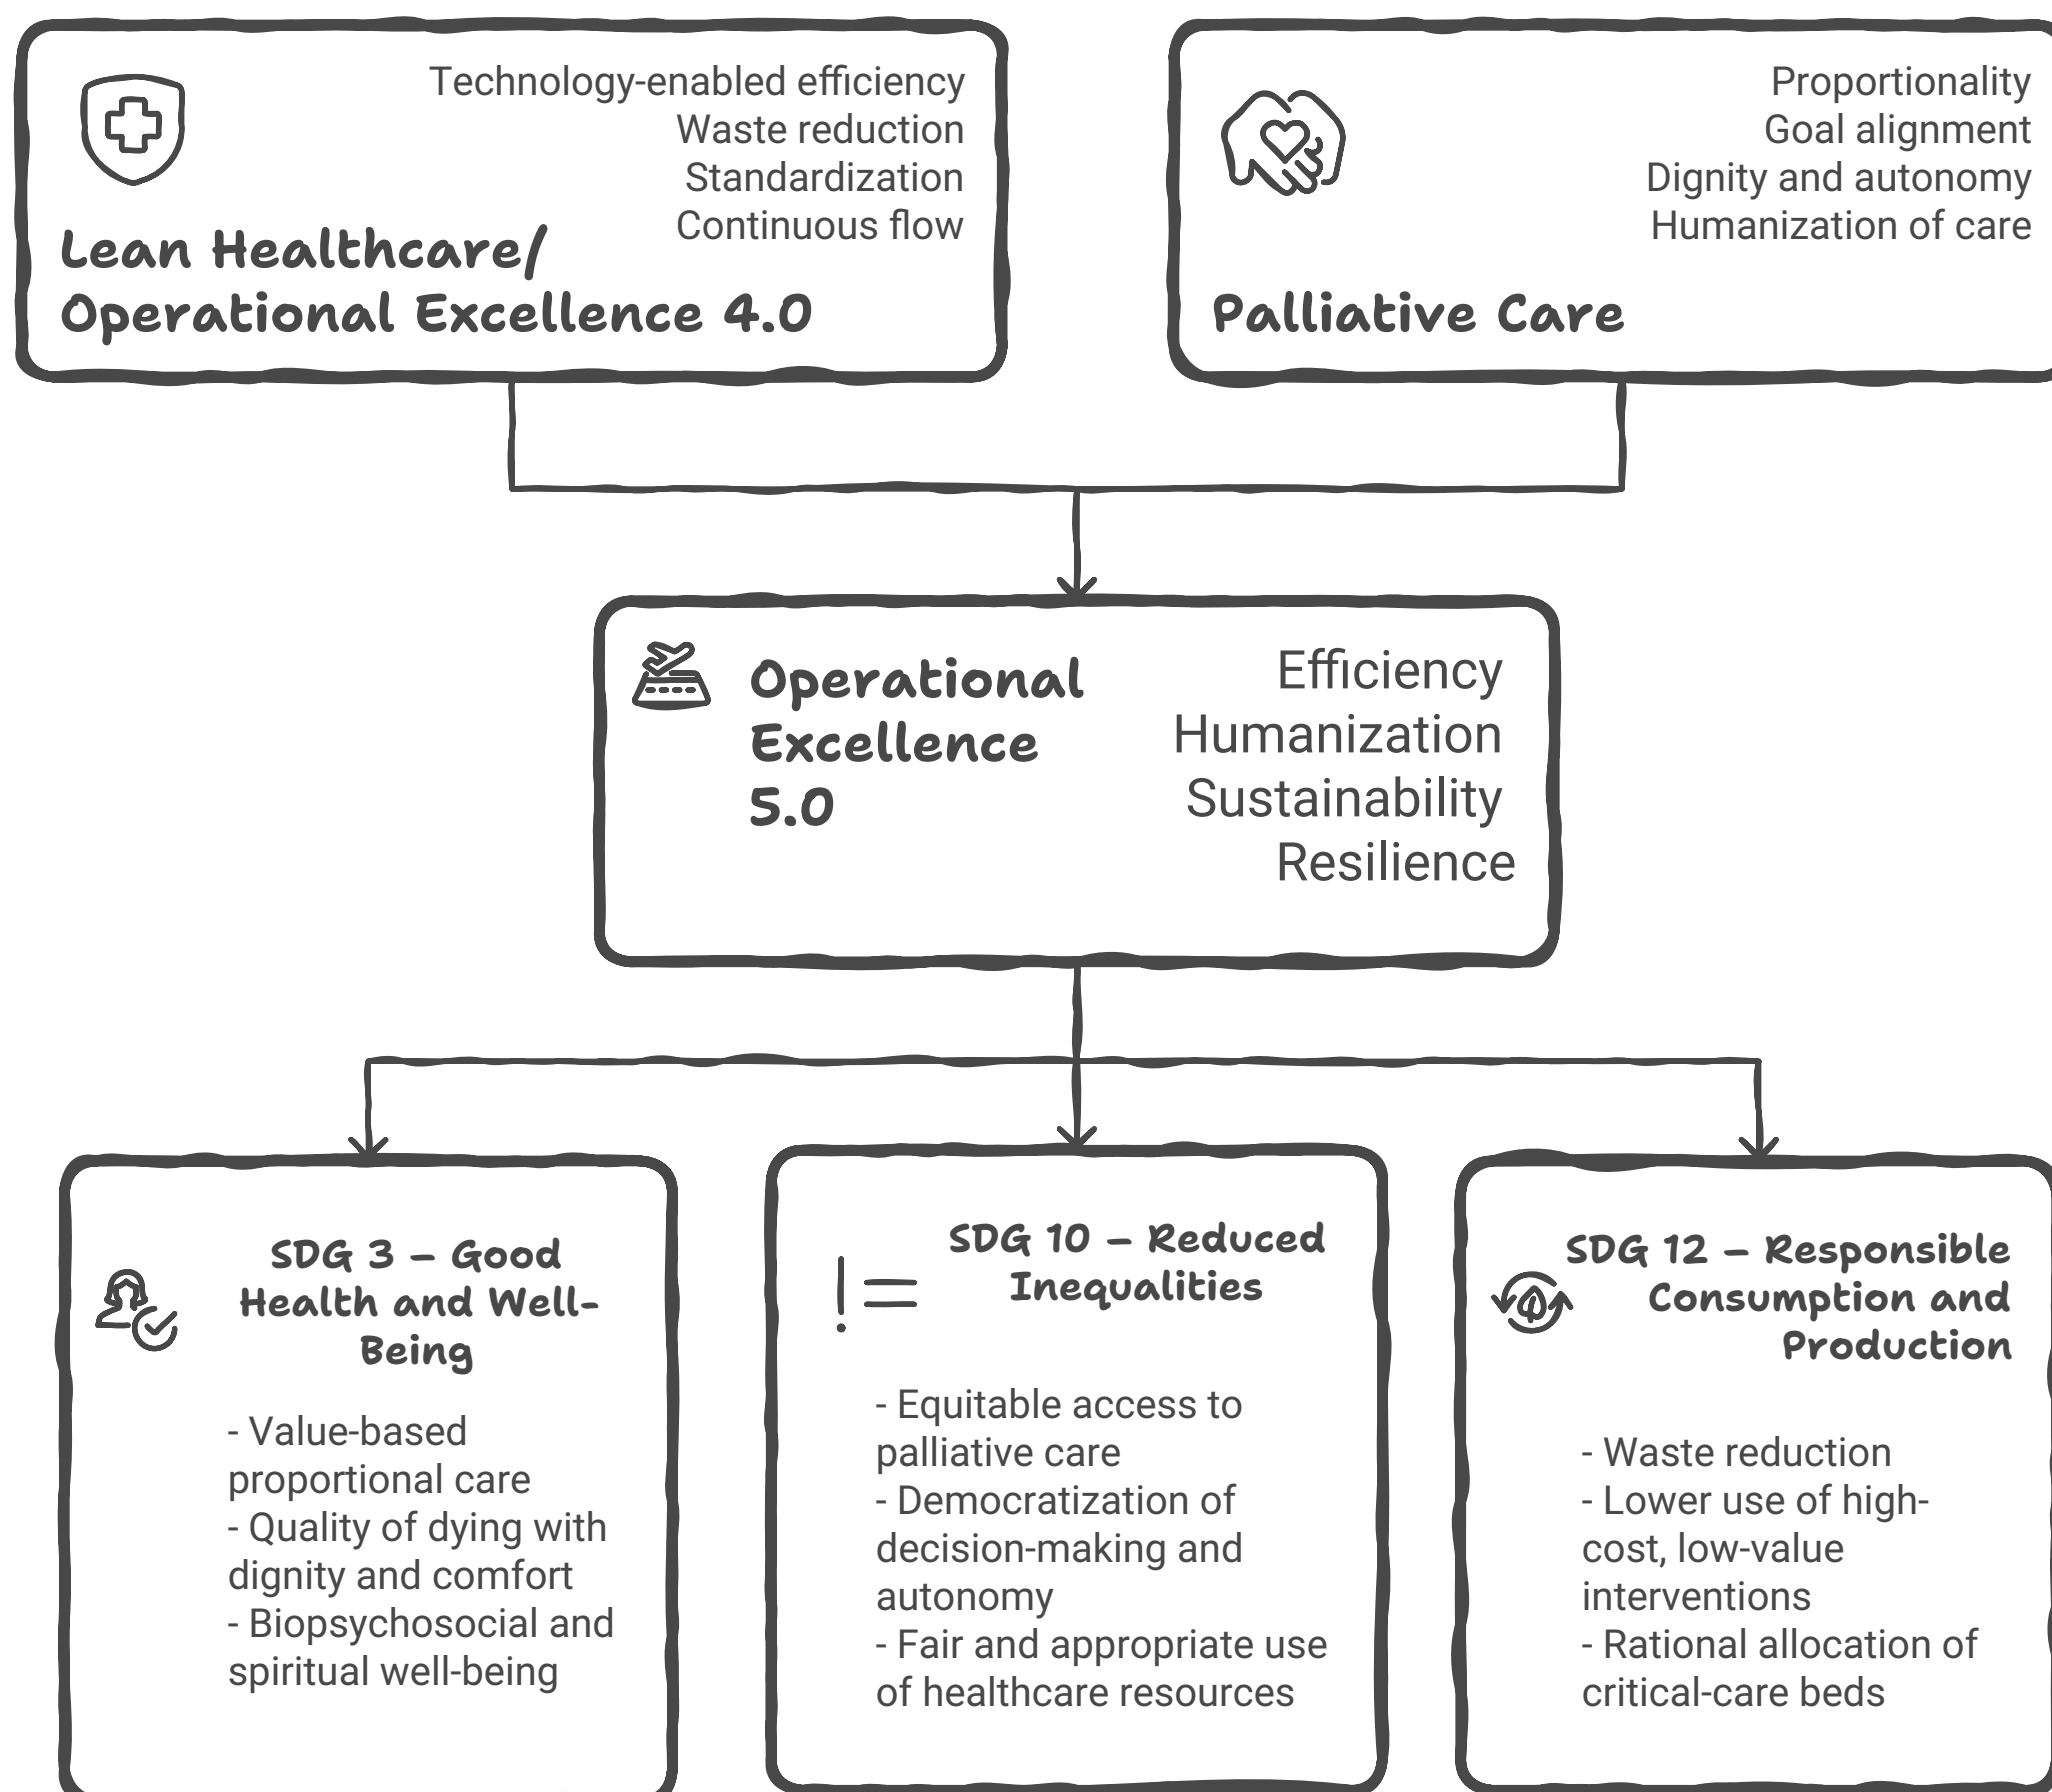 Technology-enabled efficiency
Waste reduction
Standardization
Continuous flow
Lean Healthcare/
Operational Excellence 4.0
Proportionality
Goal alignment
Dignity and autonomy
Humanization of care
Palliative Care
Operational
Excellence
5.0
Efficiency
Humanization
Sustainability
Resilience
SDG 3 – Good
Health and Well-
Being
- Value-based
proportional care
- Quality of dying with
dignity and comfort
- Biopsychosocial and
spiritual well-being
SDG 10 – Reduced
Inequalities
- Equitable access to
palliative care
- Democratization of
decision-making and
autonomy
- Fair and appropriate use
of healthcare resources
SDG 12 – Responsible
Consumption and
Production
- Waste reduction
- Lower use of high-
cost, low-value
interventions
- Rational allocation of
critical-care beds